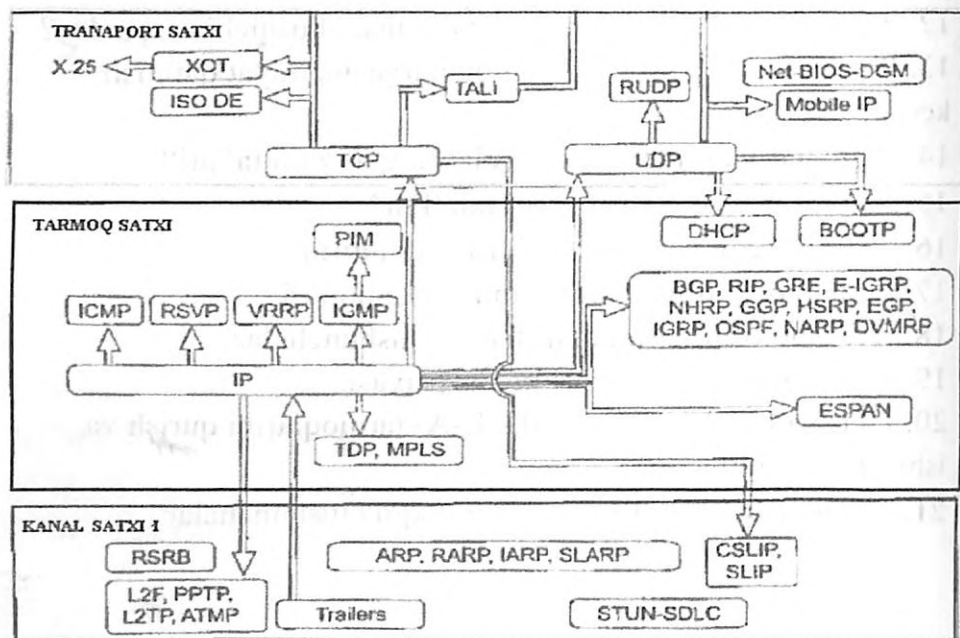 TRANAPORT SATXI
X.25
XOT
ISO DE
TALI
RUDP
Net-BIOS-DGM
Mobile IP
TCP
UDP
TARMOQ SATXI
PIM
DHCP
BOOTP
ICMP
RSVP
VRRP
IGMP
BGP, RIP, GRE, E-IGRP,
NHRP, GGP, HSRP, EGP,
IGRP, OSPF, NARP, DVMRP
IP
ESPAN
TDP, MPLS
KANAL SATXI
RSRB
ARP, RARP, IARP, SLARP
CSLIP,
SLIP
L2F, PPTP,
L2TP, ATMP
Trailers
STUN-SDLC